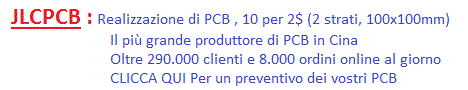 JLCPCB : Realizzazione di PCB , 10 per 2$ (2 strati, 100x100mm)
Il più grande produttore di PCB in Cina
Oltre 290.000 clienti e 8.000 ordini online al giorno
CLICCA QUI Per un preventivo dei vostri PCB